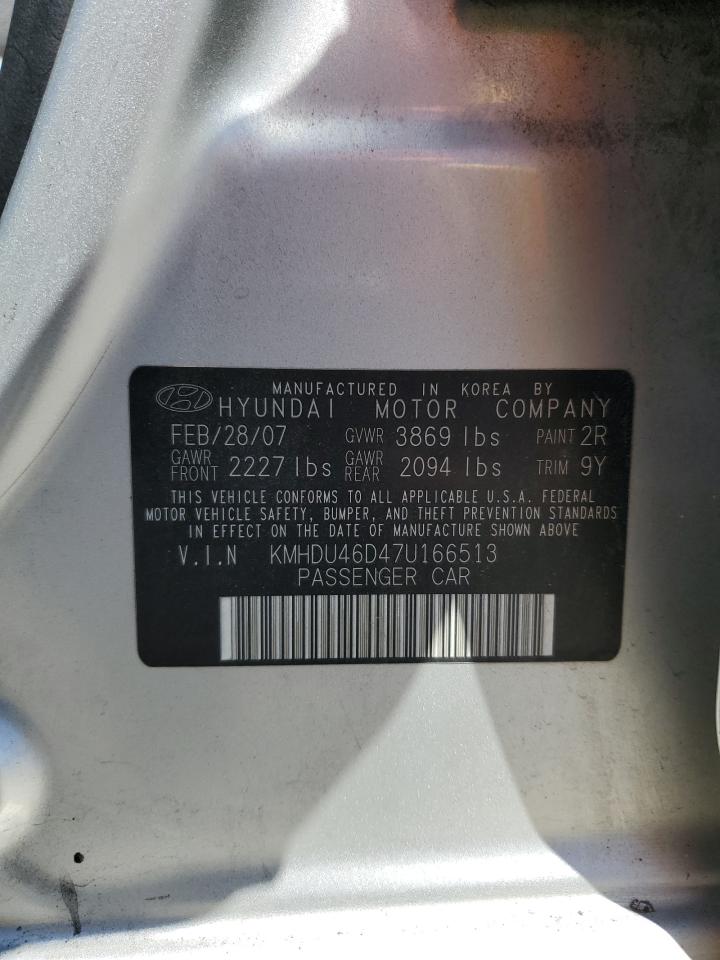 MANUFACTURED IN KOREA BY
HYUNDAI MOTOR COMPANY
FEB/28/07 GVWR 3869 lbs PAINT 2R
GAWR FRONT 2227 lbs GAWR REAR 2094 lbs TRIM 9Y
THIS VEHICLE CONFORMS TO ALL APPLICABLE U.S.A. FEDERAL
MOTOR VEHICLE SAFETY, BUMPER, AND THEFT PREVENTION STANDARDS
IN EFFECT ON THE DATE OF MANUFACTURE SHOWN ABOVE
V.I.N KMHDU46D47U166513
PASSENGER CAR